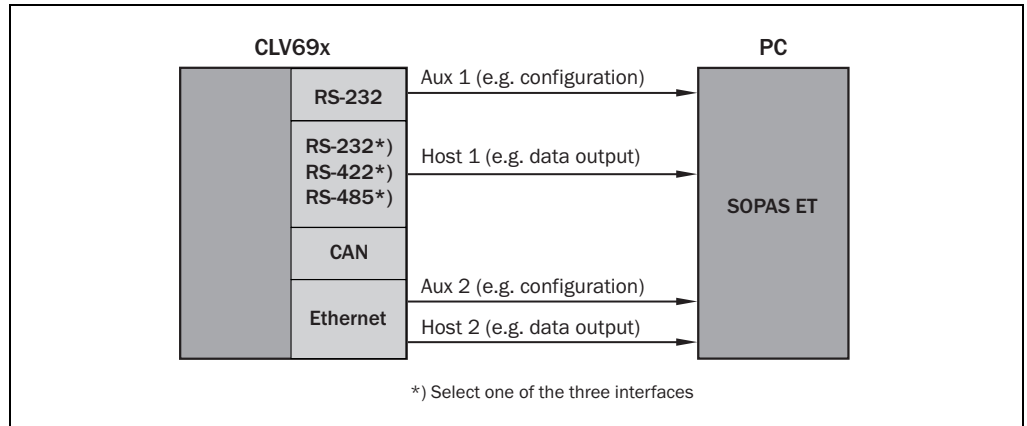 CLV69x
PC
RS-232
Aux 1 (e.g. configuration)
RS-232*)
RS-422*)
RS-485*)
Host 1 (e.g. data output)
SOPAS ET
CAN
Ethernet
Aux 2 (e.g. configuration)
Host 2 (e.g. data output)
*) Select one of the three interfaces